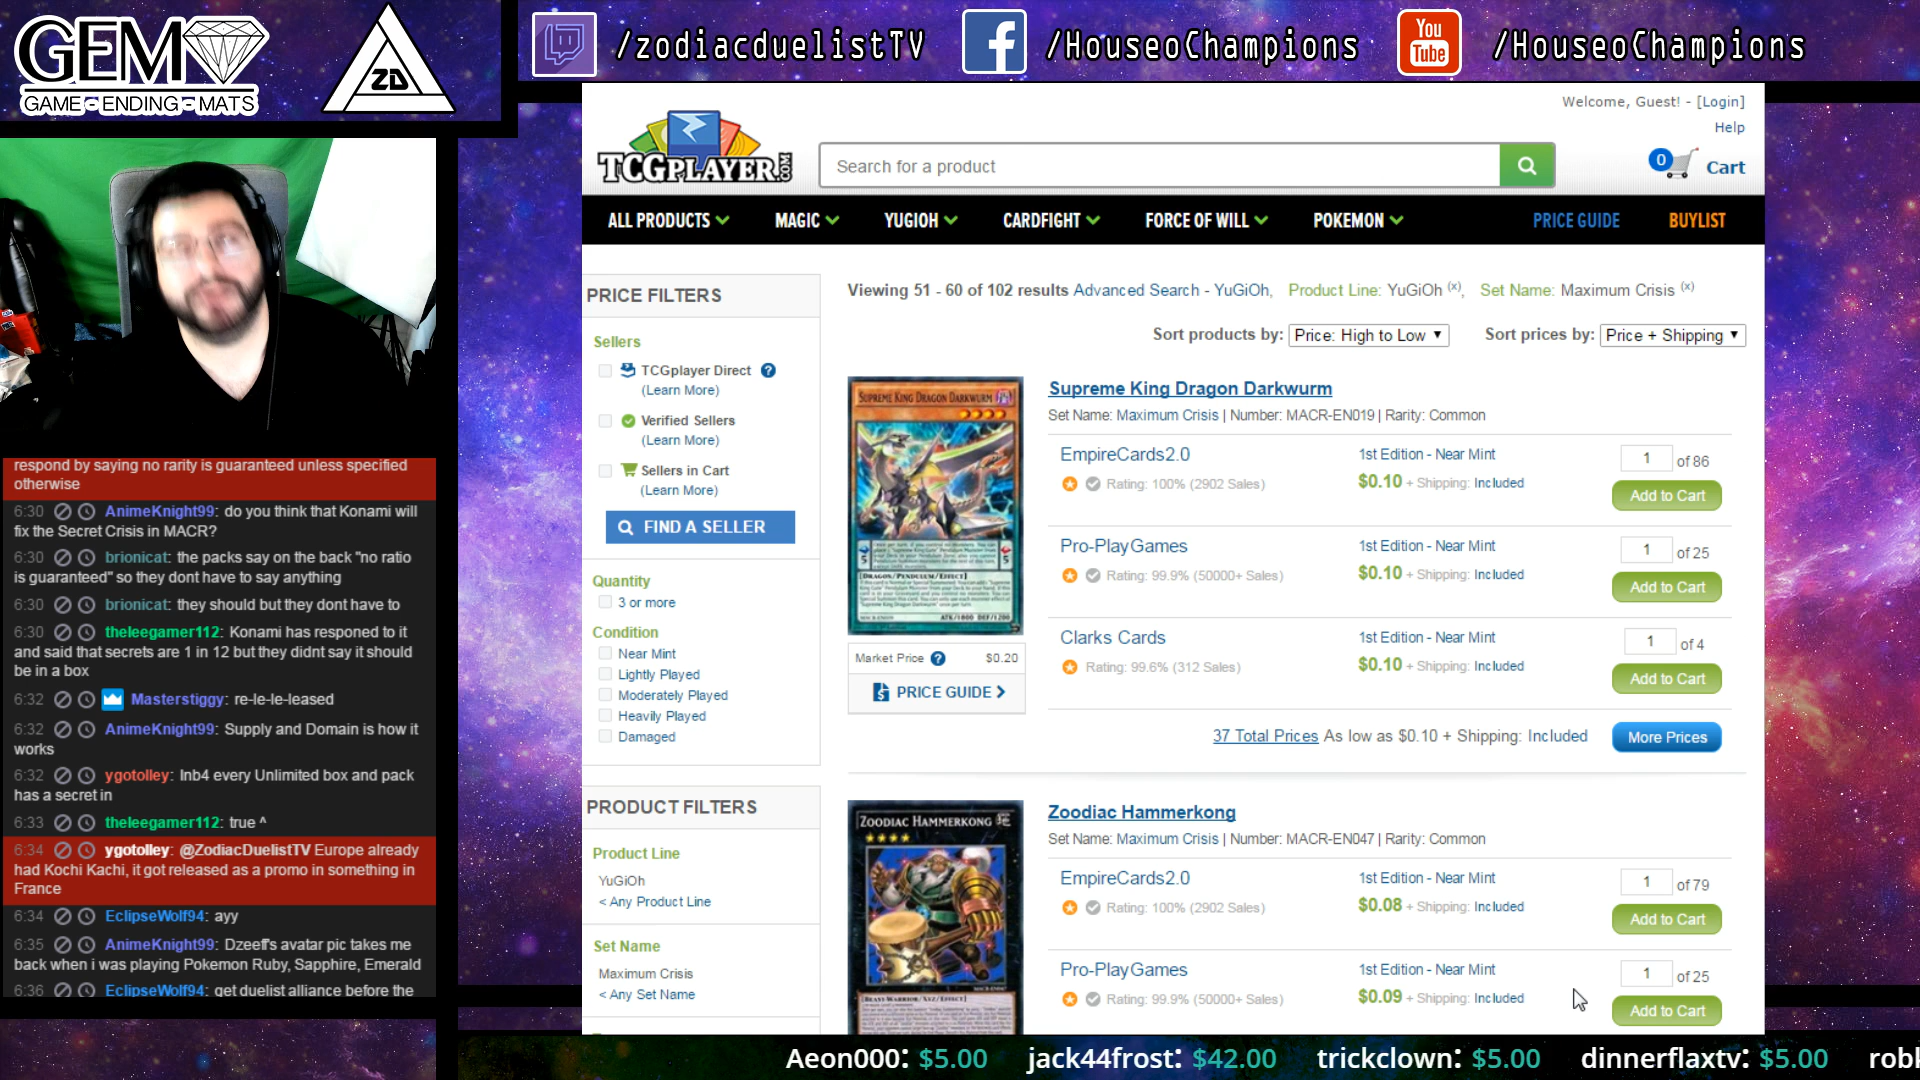 GEM
GAME-ENDING-MATS
ZD
/zodiacduelistTV
/HouseoChampions
You
Tube
/HouseoChampions
Welcome, Guest! - [Login]
Help
TCGPLAYER.COM
Search for a product
0
Cart
ALL PRODUCTS
MAGIC
YUGIOH
CARDFIGHT
FORCE OF WILL
POKEMON
PRICE GUIDE
BUYLIST
PRICE FILTERS
Sellers
TCGplayer Direct ?
(Learn More)
Verified Sellers
(Learn More)
Sellers in Cart
(Learn More)
FIND A SELLER
Quantity
3 or more
Condition
Near Mint
Lightly Played
Moderately Played
Heavily Played
Damaged
PRODUCT FILTERS
Product Line
YuGiOh
< Any Product Line
Set Name
Maximum Crisis
< Any Set Name
Viewing 51 - 60 of 102 results Advanced Search - YuGiOh, Product Line: YuGiOh (x), Set Name: Maximum Crisis (x)
Sort products by: Price: High to Low Sort prices by: Price + Shipping
SUPREME KING DRAGON DARKWURM
5 5
[DRAGON/PENDULUM/EFFECT]
ATK/1800 DEF/1200
Market Price ? $0.20
PRICE GUIDE
Supreme King Dragon Darkwurm
Set Name: Maximum Crisis | Number: MACR-EN019 | Rarity: Common
EmpireCards2.0 1st Edition - Near Mint 1 of 86
Rating: 100% (2902 Sales) $0.10 + Shipping: Included Add to Cart
Pro-PlayGames 1st Edition - Near Mint 1 of 25
Rating: 99.9% (50000+ Sales) $0.10 + Shipping: Included Add to Cart
Clarks Cards 1st Edition - Near Mint 1 of 4
Rating: 99.6% (312 Sales) $0.10 + Shipping: Included Add to Cart
37 Total Prices As low as $0.10 + Shipping: Included More Prices
ZOODIAC HAMMERKONG
[BEAST-WARRIOR/XYZ/EFFECT]
Zoodiac Hammerkong
Set Name: Maximum Crisis | Number: MACR-EN047 | Rarity: Common
EmpireCards2.0 1st Edition - Near Mint 1 of 79
Rating: 100% (2902 Sales) $0.08 + Shipping: Included Add to Cart
Pro-PlayGames 1st Edition - Near Mint 1 of 25
Rating: 99.9% (50000+ Sales) $0.09 + Shipping: Included Add to Cart
respond by saying no rarity is guaranteed unless specified
otherwise
6:30 AnimeKnight99: do you think that Konami will
fix the Secret Crisis in MACR?
6:30 brionicat: the packs say on the back "no ratio
is guaranteed" so they dont have to say anything
6:30 brionicat: they should but they dont have to
6:30 theleegamer112: Konami has responed to it
and said that secrets are 1 in 12 but they didnt say it should
be in a box
6:32 Masterstiggy: re-le-le-leased
6:32 AnimeKnight99: Supply and Domain is how it
works
6:32 ygotolley: Inb4 every Unlimited box and pack
has a secret in
6:33 theleegamer112: true ^
6:34 ygotolley: @ZodiacDuelistTV Europe already
had Kochi Kachi, it got released as a promo in something in
France
6:34 EclipseWolf94: ayy
6:35 AnimeKnight99: Dzeeff's avatar pic takes me
back when i was playing Pokemon Ruby, Sapphire, Emerald
6:36 EclipseWolf94: get duelist alliance before the
Aeon000: $5.00 jack44frost: $42.00 trickclown: $5.00 dinnerflaxtv: $5.00